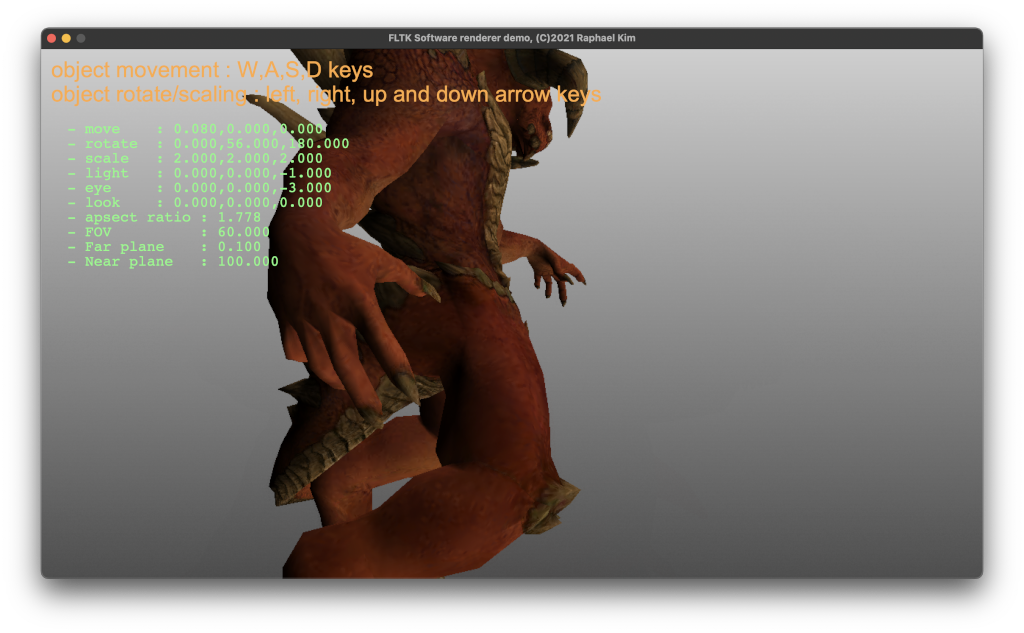 FLTK Software renderer demo, (C)2021 Raphael Kim
object movement : W,A,S,D keys
object rotate/scaling : left, right, up and down arrow keys
- move    : 0.080,0.000,0.000
- rotate  : 0.000,56.000,180.000
- scale   : 2.000,2.000,2.000
- light   : 0.000,0.000,-1.000
- eye     : 0.000,0.000,-3.000
- look    : 0.000,0.000,0.000
- apsect ratio : 1.778
- FOV          : 60.000
- Far plane    : 0.100
- Near plane   : 100.000